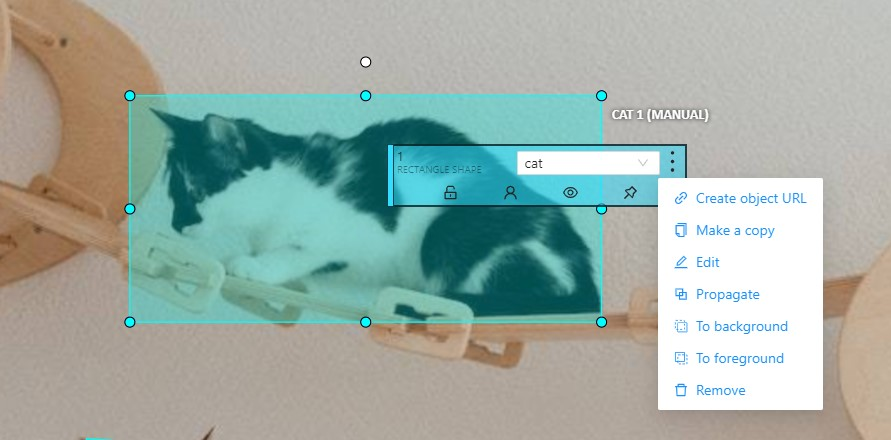 CAT 1 (MANUAL)
1
RECTANGLE SHAPE
cat
Create object URL
Make a copy
Edit
Propagate
To background
To foreground
Remove